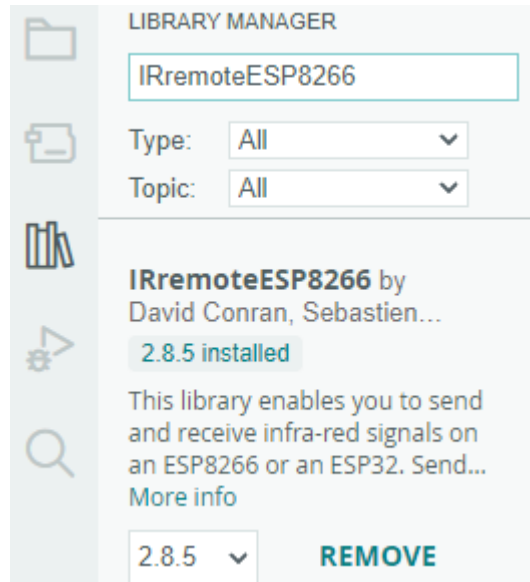 LIBRARY MANAGER
IRremoteESP8266
Type: All
Topic: All
IRremoteESP8266 by
David Conran, Sebastien...
2.8.5 installed
This library enables you to send
and receive infra-red signals on
an ESP8266 or an ESP32. Send...
More info
2.8.5 REMOVE